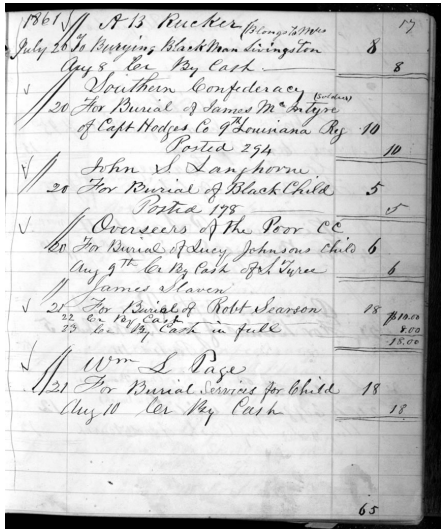 1861 // A B Rucker (Belongs to Mrs 57
July 20 To Burying Black Man Livingston 8
Aug 8 Cr By Cash 8
// Southern Confederacy (Soldier)
20 For Burial of James McIntyre
of Capt Hodges Co 9th Louisiana Reg 10
Posted 294 10
// John S Langhorne
20 For Burial of Black Child 5
Posted 178 5
// Overseers of the Poor CC
20 For Burial of Lucy Johnsons Child 6
Aug 9th Cr By Cash of Tyree 6
// James Slaven
21 For Burial of Robt Searson 18
22 Cr By Cash $10.00
23 Cr By Cash in full 8.00
18.00
// Wm L Page
21 For Burial Services for Child 18
Aug 10 Cr By Cash 18
65